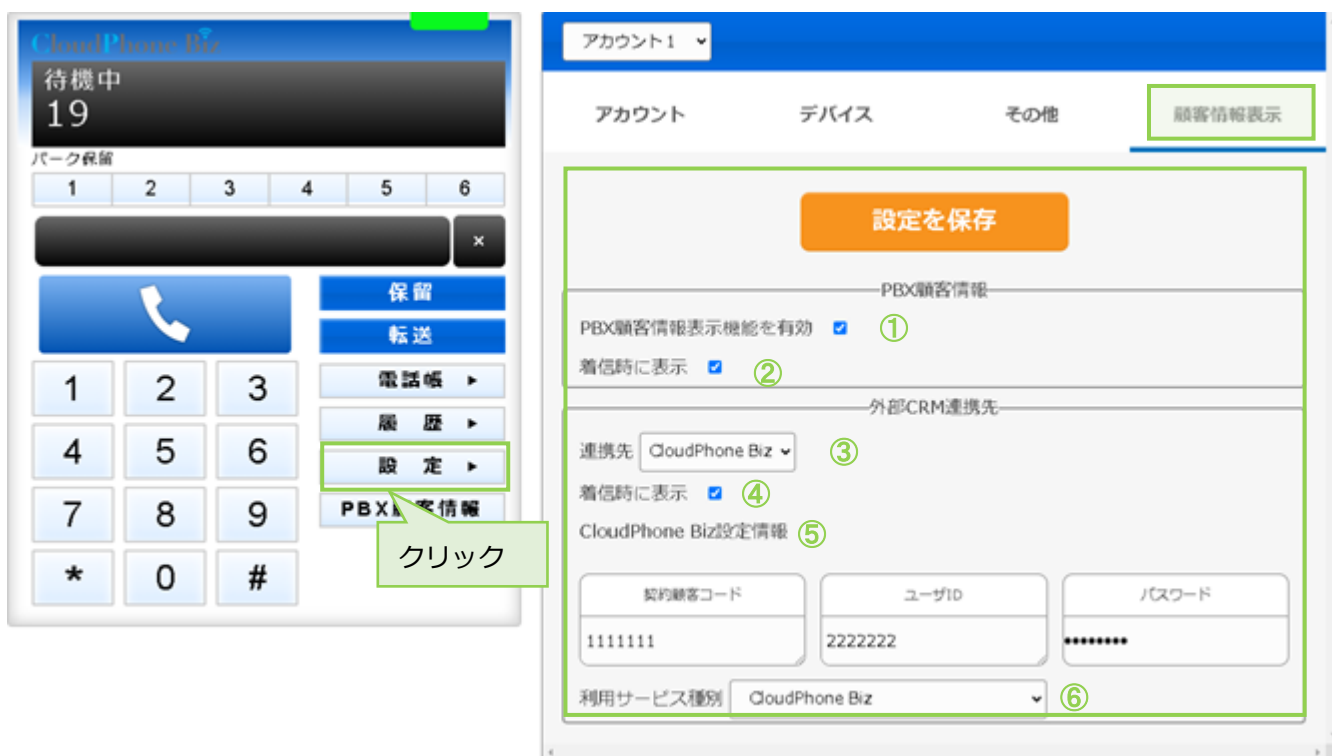 CloudPhone Biz
待機中
19
パーク保留
1 2 3 4 5 6
×
保留
転送
1 2 3
電話帳 ▶
履 歴 ▶
4 5 6
設 定 ▶
7 8 9
PBX 客情報
クリック
* 0 #
アカウント1
アカウント デバイス その他 顧客情報表示
設定を保存
PBX顧客情報
PBX顧客情報表示機能を有効 ①
着信時に表示 ②
外部CRM連携先
連携先 CloudPhone Biz ③
着信時に表示 ④
CloudPhone Biz設定情報 ⑤
契約顧客コード ユーザID パスワード
1111111 2222222 ••••••••
利用サービス種別 CloudPhone Biz ⑥